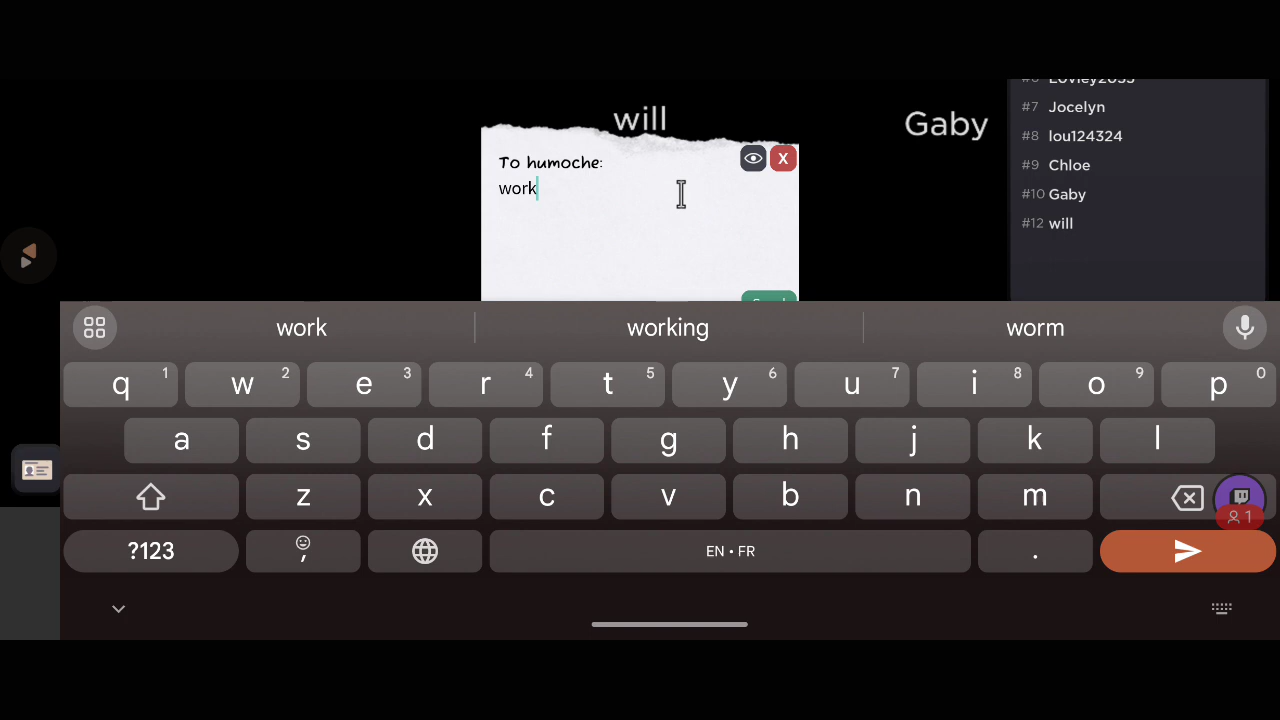 Jocelyn
#7
will
Gaby
#8 lou124324
To humoche:
X
#9 Chloe
work
#10 Gaby
#12 will
work
working
worm
q 1 w 2 e 3 r 4 t 5 y 6 u 7 i 8 o 9 p 0
a s d f g h j k l
z x c v b n m
1
?123
,
EN • FR
.